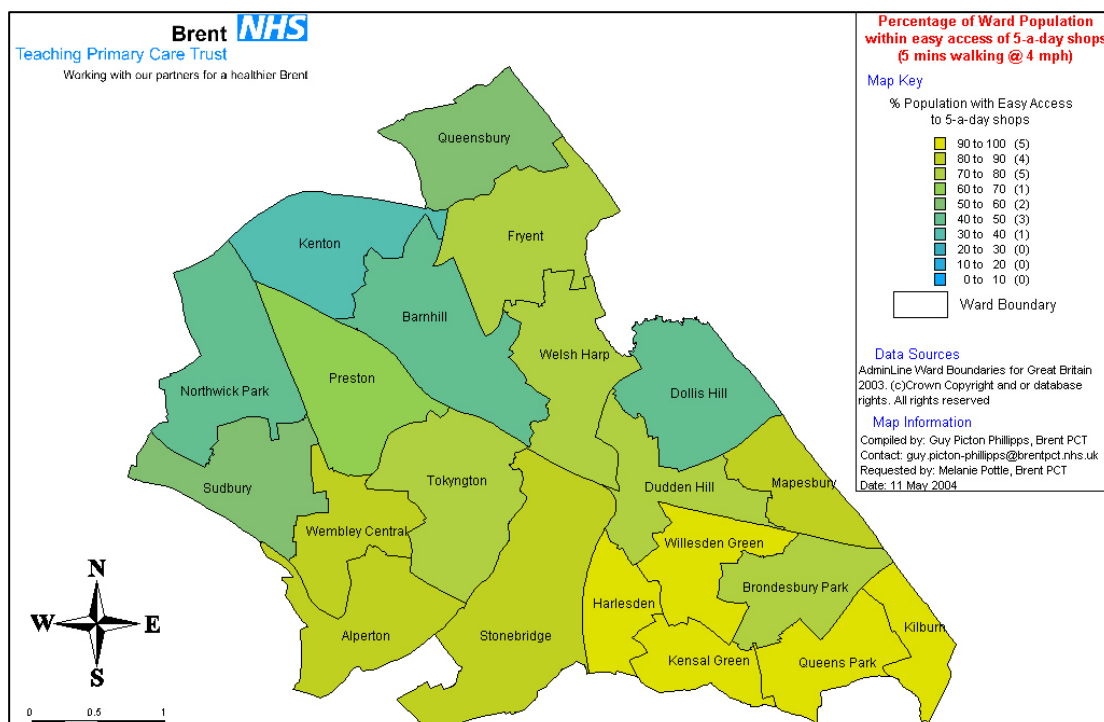 Brent NHS
Teaching Primary Care Trust
Working with our partners for a healthier Brent
Percentage of Ward Population
within easy access of 5-a-day shops
(5 mins walking @ 4 mph)
Map Key
% Population with Easy Access
to 5-a-day shops
90 to 100 (5)
80 to 90 (4)
70 to 80 (5)
60 to 70 (1)
50 to 60 (2)
40 to 50 (3)
30 to 40 (1)
20 to 30 (0)
10 to 20 (0)
0 to 10 (0)
Ward Boundary
Data Sources
AdminLine Ward Boundaries for Great Britain
2003. (c)Crown Copyright and or database
rights. All rights reserved
Map Information
Compiled by: Guy Picton Phillipps, Brent PCT
Contact: guy.picton-phillipps@brentpct.nhs.uk
Requested by: Melanie Pottle, Brent PCT
Date: 11 May 2004
Queensbury
Kenton
Fryent
Barnhill
Welsh Harp
Preston
Northwick Park
Dollis Hill
Tokyngton
Sudbury
Dudden Hill
Mapesbury
Wembley Central
Willesden Green
Brondesbury Park
Harlesden
Kilburn
Alperton
Stonebridge
Kensal Green
Queens Park
N
W E
S
0 0.5 1